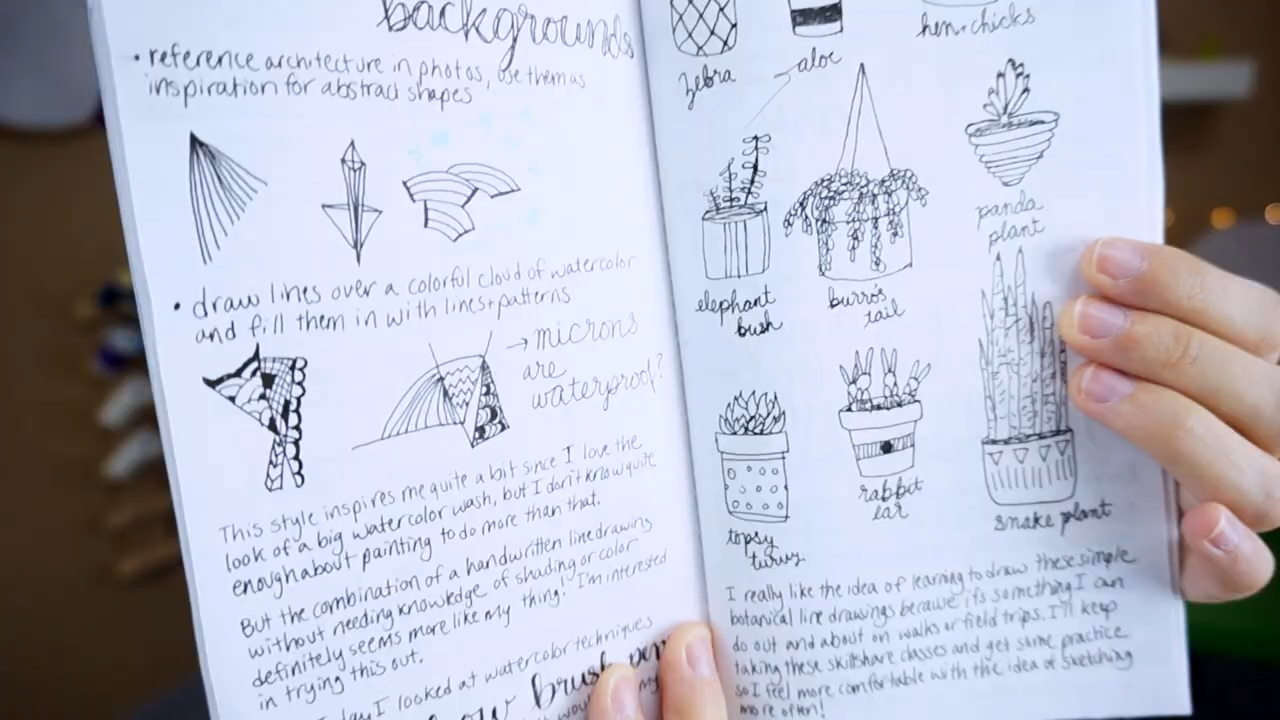 backgrounds
• reference architecture in photos, use them as
inspiration for abstract shapes
• draw lines over a colorful cloud of watercolor
and fill them in with lines + patterns
→ microns
are
waterproof?
This style inspires me quite a bit since I love the
look of a big watercolor wash, but I don't know quite
enough about painting to do more than that.
But the combination of a handwritten line drawing
without needing knowledge of shading or color
definitely seems more like my thing! I'm interested
in trying this out.
I looked at watercolor techniques
brush pen
my
zebra
aloe
hen + chicks
elephant
bush
burro's
tail
panda
plant
topsy
turvy
rabbit
ear
snake plant
I really like the idea of learning to draw these simple
botanical line drawings because it's something I can
do out and about on walks or field trips. I'll keep
taking these skillshare classes and get some practice
so I feel more comfortable with the idea of sketching
more often!